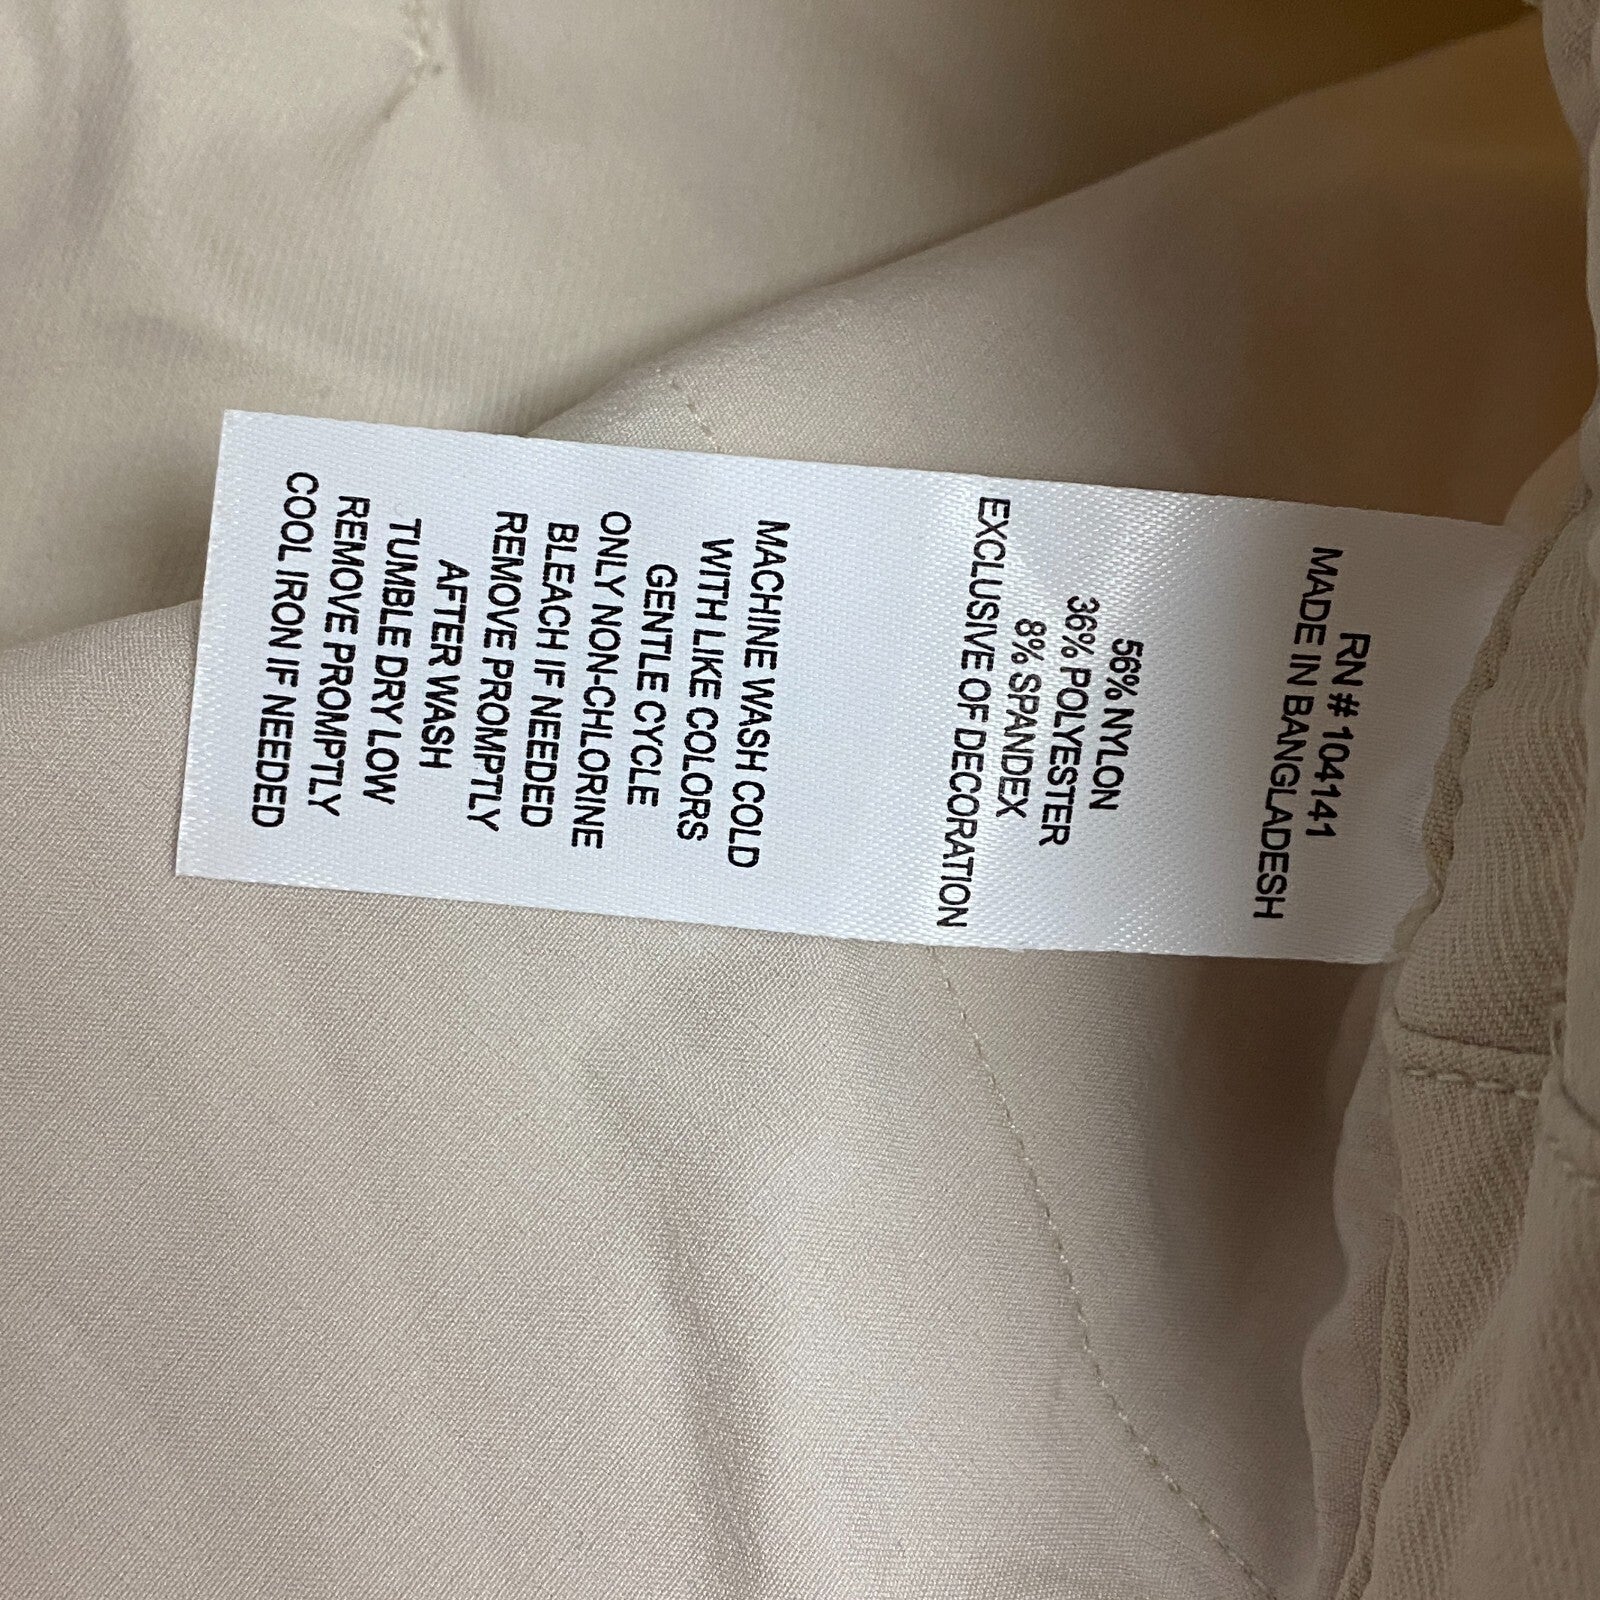 RN # 104141
MADE IN BANGLADESH
56% NYLON
36% POLYESTER
8% SPANDEX
EXCLUSIVE OF DECORATION
MACHINE WASH COLD
WITH LIKE COLORS
GENTLE CYCLE
ONLY NON-CHLORINE
BLEACH IF NEEDED
REMOVE PROMPTLY
AFTER WASH
TUMBLE DRY LOW
REMOVE PROMPTLY
COOL IRON IF NEEDED